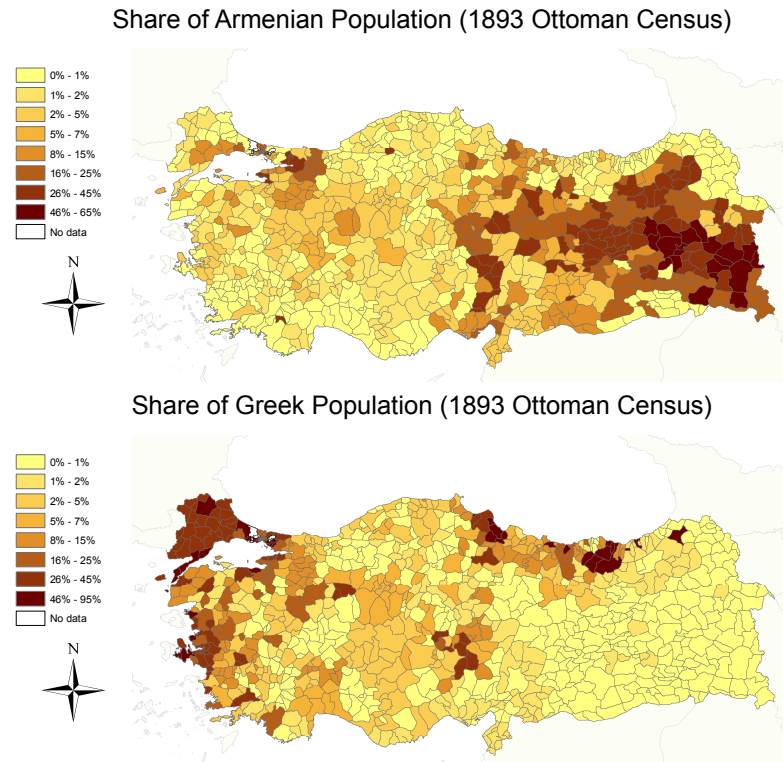 Share of Armenian Population (1893 Ottoman Census)
0% - 1%
1% - 2%
2% - 5%
5% - 7%
8% - 15%
16% - 25%
26% - 45%
46% - 65%
No data
N
Share of Greek Population (1893 Ottoman Census)
0% - 1%
1% - 2%
2% - 5%
5% - 7%
8% - 15%
16% - 25%
26% - 45%
46% - 95%
No data
N